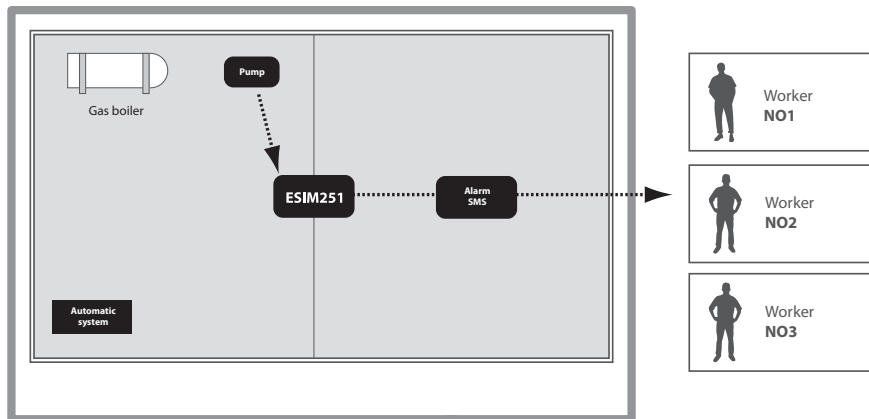 Pump
Gas boiler
ESIM251
Alarm
SMS
Automatic
system
Worker
NO1
Worker
NO2
Worker
NO3